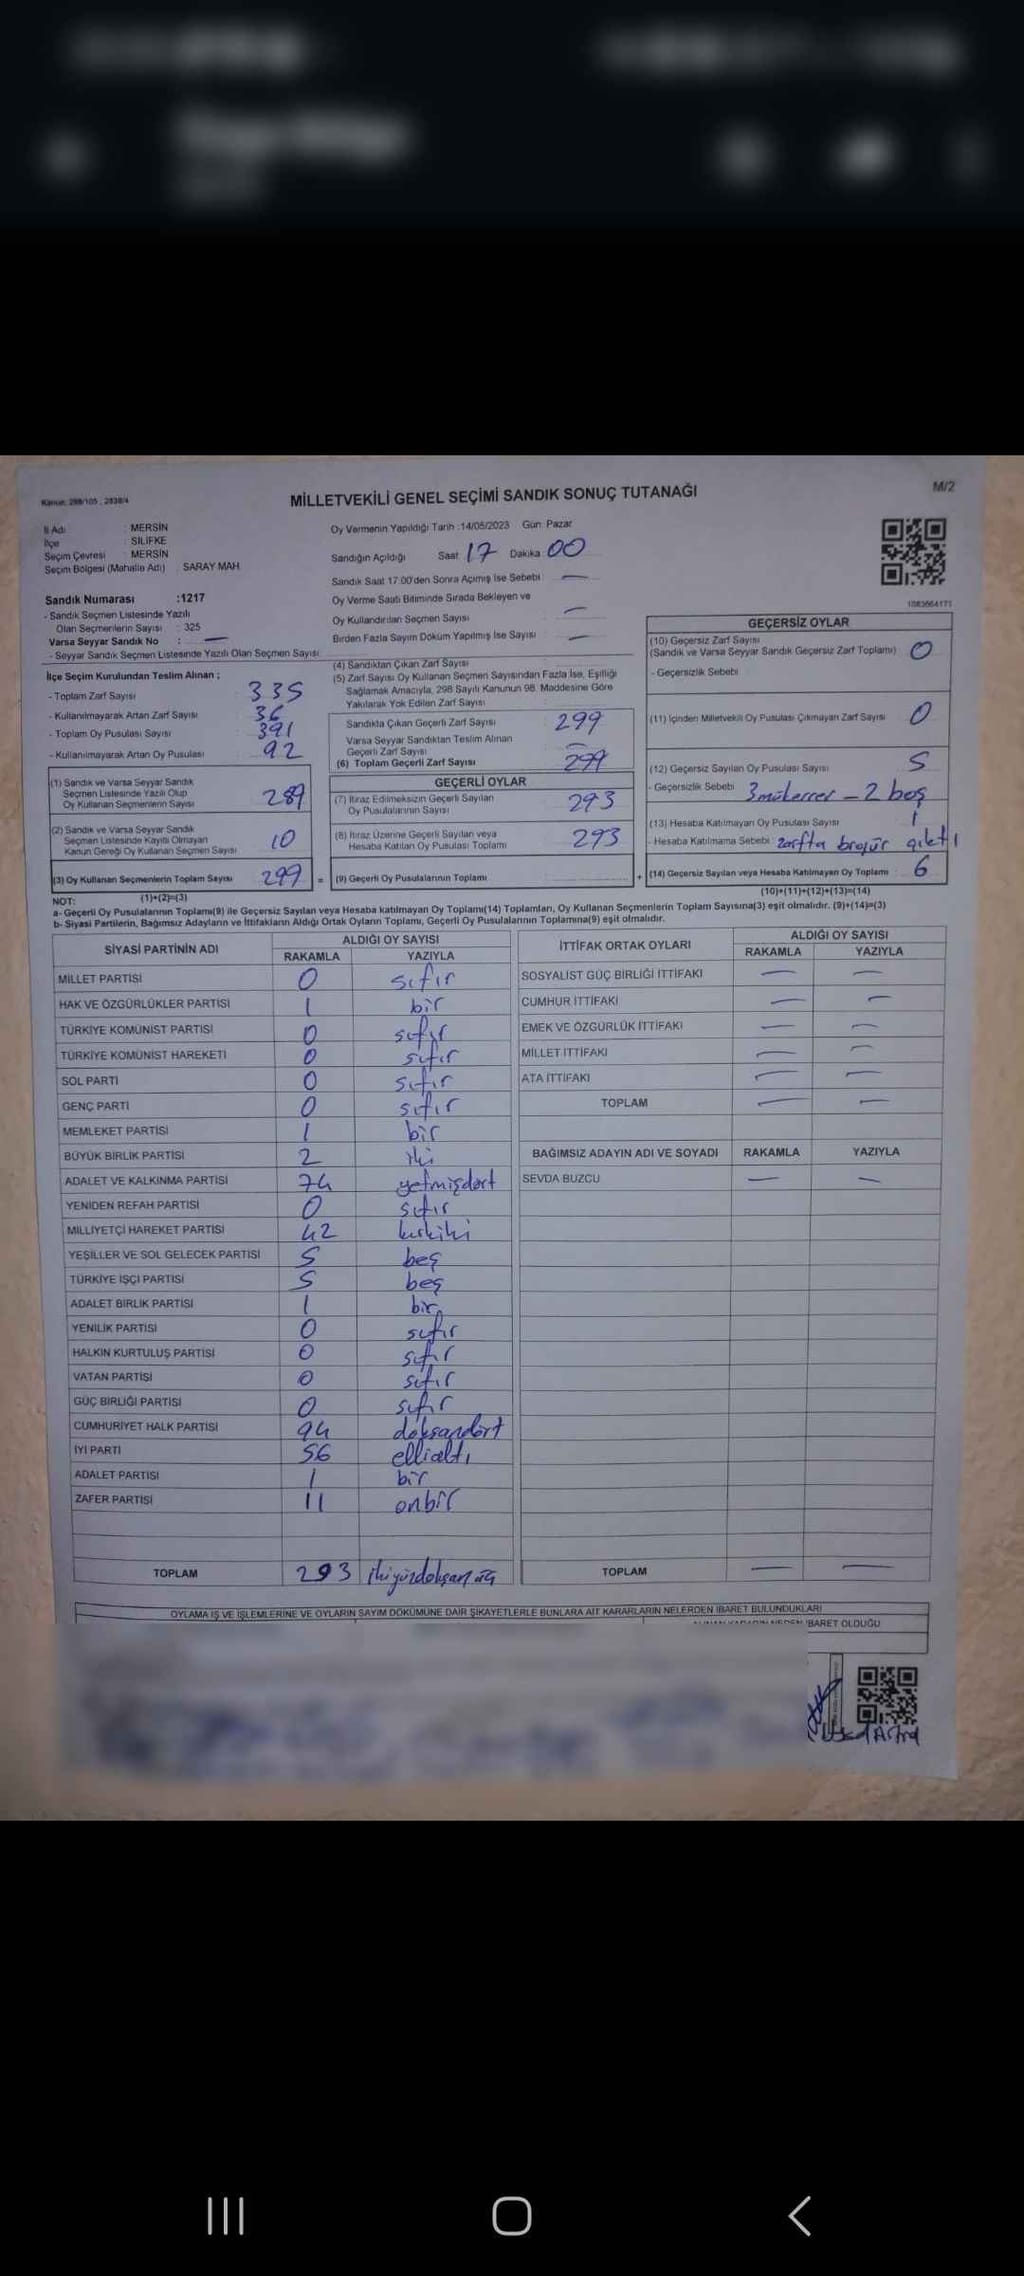 Kanun: 298/105 , 2839/4
MİLLETVEKİLİ GENEL SEÇİMİ SANDIK SONUÇ TUTANAĞI
M/2
İl Adı : MERSİN
İlçe : SİLİFKE
Seçim Çevresi : MERSİN
Seçim Bölgesi (Mahalle Adı) SARAY MAH.
Sandık Numarası :1217
- Sandık Seçmen Listesinde Yazılı
Olan Seçmenlerin Sayısı : 325
Varsa Seyyar Sandık No : —
- Seyyar Sandık Seçmen Listesinde Yazılı Olan Seçmen Sayısı
Oy Vermenin Yapıldığı Tarih :14/05/2023 Gün: Pazar
Sandığın Açıldığı Saat 17 Dakika 00
Sandık Saat 17.00'den Sonra Açımış İse Sebebi —
Oy Verme Saati Bitiminde Sırada Bekleyen ve
Oy Kullandırılan Seçmen Sayısı —
Birden Fazla Sayım Döküm Yapılmış İse Sayısı —
İlçe Seçim Kurulundan Teslim Alınan ;
- Toplam Zarf Sayısı : 335
- Kullanılmayarak Artan Zarf Sayısı : 36
- Toplam Oy Pusulası Sayısı : 391
- Kullanılmayarak Artan Oy Pusulası : 92
(1) Sandık ve Varsa Seyyar Sandık
Seçmen Listesinde Yazılı Olup
Oy Kullanan Seçmenlerin Sayısı 289
(2) Sandık ve Varsa Seyyar Sandık
Seçmen Listesinde Kayıtlı Olmayan
Kanun Gereği Oy Kullanan Seçmen Sayısı 10
(3) Oy Kullanan Seçmenlerin Toplam Sayısı 299 =
(1)+(2)=(3)
(4) Sandıktan Çıkan Zarf Sayısı
(5) Zarf Sayısı Oy Kullanan Seçmen Sayısından Fazla İse, Eşitliği
Sağlamak Amacıyla, 298 Sayılı Kanunun 98. Maddesine Göre
Yakılarak Yok Edilen Zarf Sayısı
Sandıkta Çıkan Geçerli Zarf Sayısı 299
Varsa Seyyar Sandıktan Teslim Alınan
Geçerli Zarf Sayısı —
(6) Toplam Geçerli Zarf Sayısı 299
GEÇERLİ OYLAR
(7) İtiraz Edilmeksizin Geçerli Sayılan
Oy Pusulalarının Sayısı 293
(8) İtiraz Üzerine Geçerli Sayılan veya
Hesaba Katılan Oy Pusulası Toplamı 293
(9) Geçerli Oy Pusulalarının Toplamı +
1083664171
GEÇERSİZ OYLAR
(10) Geçersiz Zarf Sayısı
(Sandık ve Varsa Seyyar Sandık Geçersiz Zarf Toplamı) 0
- Geçersizlik Sebebi
(11) İçinden Milletvekili Oy Pusulası Çıkmayan Zarf Sayısı 0
(12) Geçersiz Sayılan Oy Pusulası Sayısı 5
- Geçersizlik Sebebi 3 mükerrer – 2 boş
(13) Hesaba Katılmayan Oy Pusulası Sayısı 1
- Hesaba Katılmama Sebebi zarfta broşür çıktı
(14) Geçersiz Sayılan veya Hesaba Katılmayan Oy Toplamı : 6
(10)+(11)+(12)+(13)=(14)
NOT:
a- Geçerli Oy Pusulalarının Toplamı(9) ile Geçersiz Sayılan veya Hesaba katılmayan Oy Toplamı(14) Toplamları, Oy Kullanan Seçmenlerin Toplam Sayısına(3) eşit olmalıdır. (9)+(14)=(3)
b- Siyasi Partilerin, Bağımsız Adayların ve İttifakların Aldığı Ortak Oyların Toplamı, Geçerli Oy Pusulalarının Toplamına(9) eşit olmalıdır.
SİYASİ PARTİNİN ADI ALDIĞI OY SAYISI
RAKAMLA YAZIYLA
MİLLET PARTİSİ 0 sıfır
HAK VE ÖZGÜRLÜKLER PARTİSİ 1 bir
TÜRKİYE KOMÜNİST PARTİSİ 0 sıfır
TÜRKİYE KOMÜNİST HAREKETİ 0 sıfır
SOL PARTİ 0 sıfır
GENÇ PARTİ 0 sıfır
MEMLEKET PARTİSİ 1 bir
BÜYÜK BİRLİK PARTİSİ 2 iki
ADALET VE KALKINMA PARTİSİ 74 yetmişdört
YENİDEN REFAH PARTİSİ 0 sıfır
MİLLİYETÇİ HAREKET PARTİSİ 42 kırkiki
YEŞİLLER VE SOL GELECEK PARTİSİ 5 beş
TÜRKİYE İŞÇİ PARTİSİ 5 beş
ADALET BİRLİK PARTİSİ 1 bir
YENİLİK PARTİSİ 0 sıfır
HALKIN KURTULUŞ PARTİSİ 0 sıfır
VATAN PARTİSİ 0 sıfır
GÜÇ BİRLİĞİ PARTİSİ 0 sıfır
CUMHURİYET HALK PARTİSİ 94 doksandört
İYİ PARTİ 56 ellialtı
ADALET PARTİSİ 1 bir
ZAFER PARTİSİ 11 onbir
TOPLAM 293 ikiyüzdoksan üç
İTTİFAK ORTAK OYLARI ALDIĞI OY SAYISI
RAKAMLA YAZIYLA
SOSYALİST GÜÇ BİRLİĞİ İTTİFAKI — —
CUMHUR İTTİFAKI — —
EMEK VE ÖZGÜRLÜK İTTİFAKI — —
MİLLET İTTİFAKI — —
ATA İTTİFAKI — —
TOPLAM — —
BAĞIMSIZ ADAYIN ADI VE SOYADI RAKAMLA YAZIYLA
SEVDA BUZCU — —
TOPLAM — —
OYLAMA İŞ VE İŞLEMLERİNE VE OYLARIN SAYIM DÖKÜMÜNE DAİR ŞİKAYETLERLE BUNLARA AİT KARARLARIN NELERDEN İBARET BULUNDUKLARI
İBARET OLDUĞU